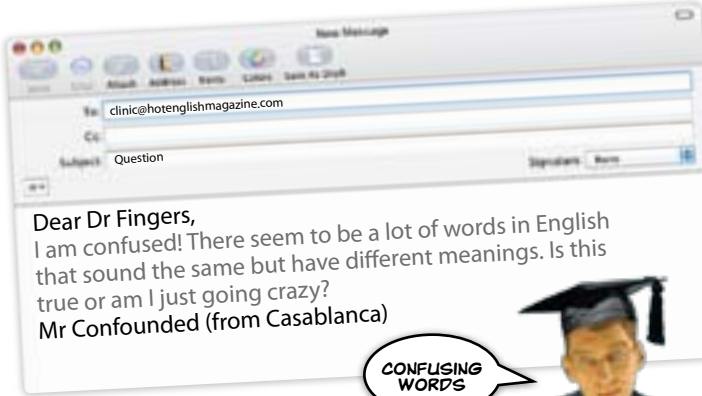 New Message
Attach Address Fonts Colors Save As Draft
To: clinic@hotenglishmagazine.com
Cc:
Subject: Question
Signature: None
Dear Dr Fingers,
I am confused! There seem to be a lot of words in English
that sound the same but have different meanings. Is this
true or am I just going crazy?
Mr Confounded (from Casablanca)
CONFUSING
WORDS